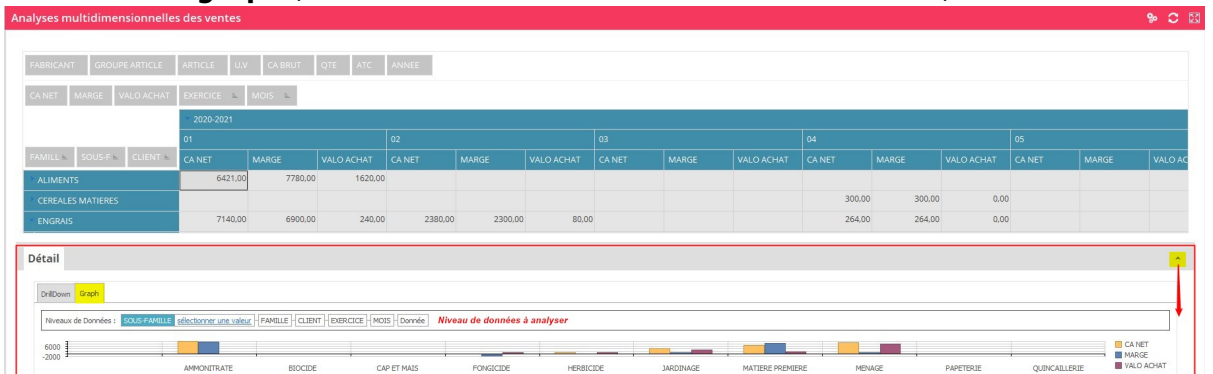 Analyses multidimensionnelles des ventes
FABRICANT GROUPE ARTICLE ARTICLE U.V CA BRUT QTE ATC ANNEE
CA NET MARGE VALO ACHAT EXERCICE MOIS
2020-2021
01 02 03 04 05
FAMILL SOUS-F CLIENT CA NET MARGE VALO ACHAT CA NET MARGE VALO ACHAT CA NET MARGE VALO ACHAT CA NET MARGE VALO ACHAT CA NET MARGE VALO AC
ALIMENTS 6421,00 7780,00 1620,00
CEREALES MATIERES 300,00 300,00 0,00
ENGRAIS 7140,00 6900,00 240,00 2380,00 2300,00 80,00 264,00 264,00 0,00
Détail
DrillDown Graph
Niveaux de Données : SOUS-FAMILLE sélectionner une valeur FAMILLE CLIENT EXERCICE MOIS Donnée Niveau de données à analyser
6000
-2000
CA NET
MARGE
VALO ACHAT
AMMONITRATE BIOCIDE CAP ET MAIS FONGICIDE HERBICIDE JARDINAGE MATIERE PREMIERE MENAGE PAPETERIE QUINCAILLERIE